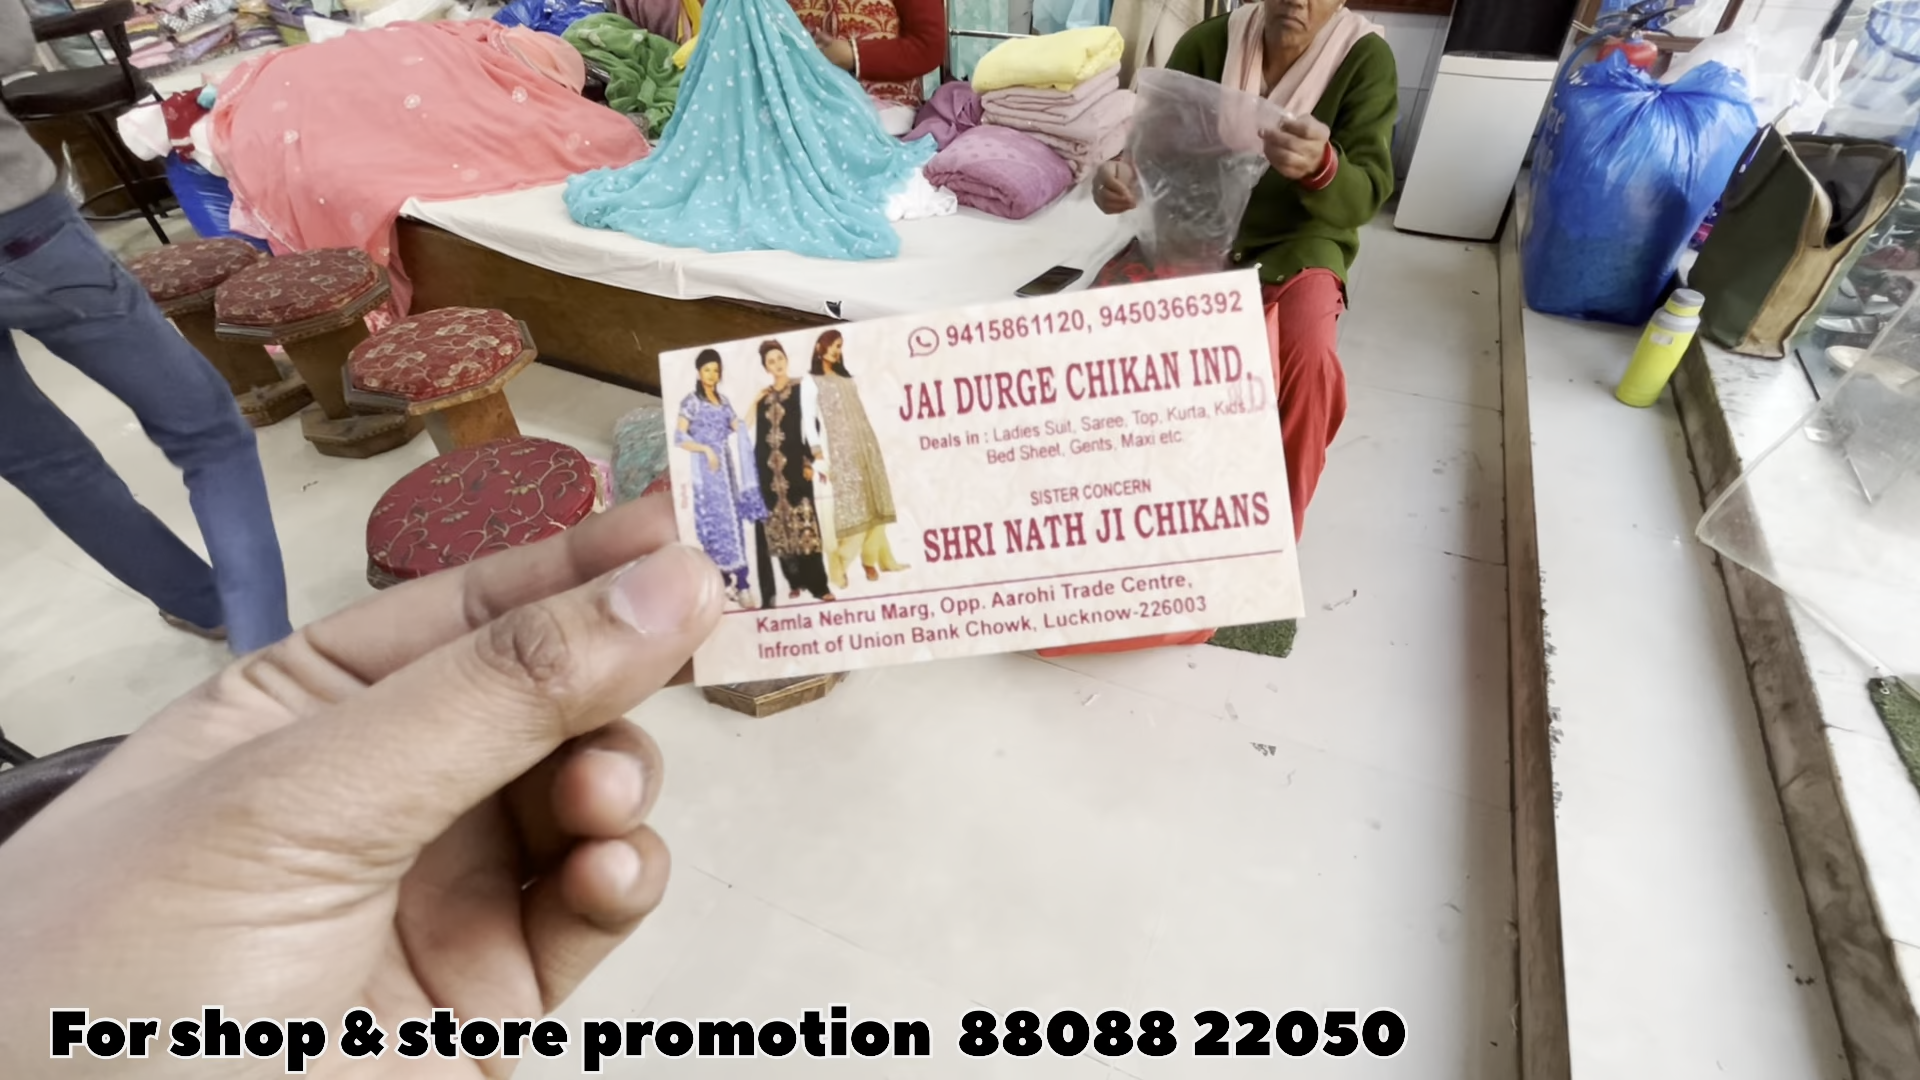 9415861120, 9450366392
JAI DURGE CHIKAN IND.
Deals in : Ladies Suit, Saree, Top, Kurta, Kids
Bed Sheet, Gents, Maxi etc.
SISTER CONCERN
SHRI NATH JI CHIKANS
Kamla Nehru Marg, Opp. Aarohi Trade Centre,
Infront of Union Bank Chowk, Lucknow-226003
For shop & store promotion 88088 22050